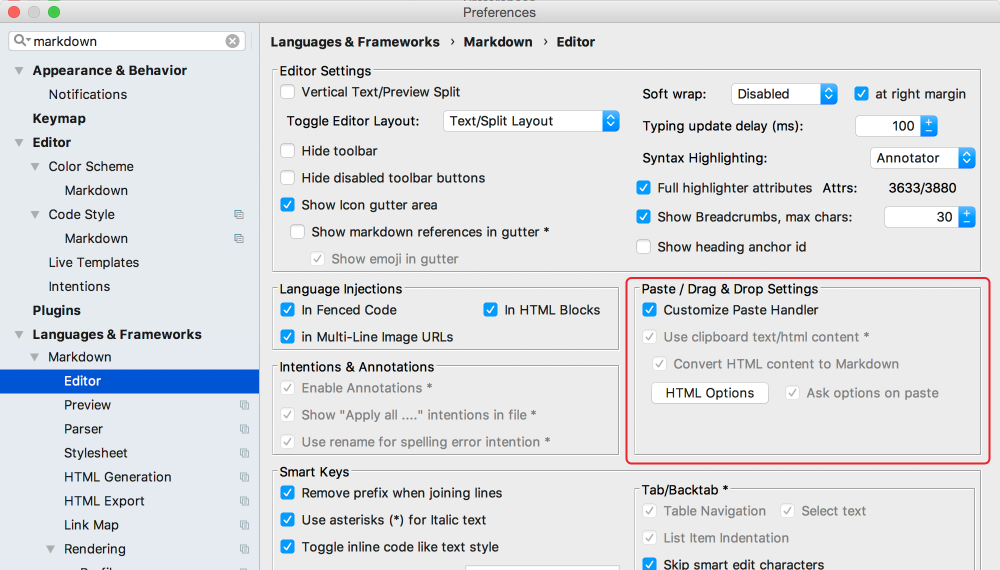 Preferences
markdown
Appearance & Behavior
Notifications
Keymap
Editor
Color Scheme
Markdown
Code Style
Markdown
Live Templates
Intentions
Plugins
Languages & Frameworks
Markdown
Editor
Preview
Parser
Stylesheet
HTML Generation
HTML Export
Link Map
Rendering
Languages & Frameworks › Markdown › Editor
Editor Settings
Vertical Text/Preview Split
Toggle Editor Layout: Text/Split Layout
Hide toolbar
Hide disabled toolbar buttons
Show Icon gutter area
Show markdown references in gutter *
Show emoji in gutter
Soft wrap: Disabled at right margin
Typing update delay (ms): 100
Syntax Highlighting: Annotator
Full highlighter attributes Attrs: 3633/3880
Show Breadcrumbs, max chars: 30
Show heading anchor id
Language Injections
In Fenced Code In HTML Blocks
in Multi-Line Image URLs
Intentions & Annotations
Enable Annotations *
Show "Apply all ...." intentions in file *
Use rename for spelling error intention *
Paste / Drag & Drop Settings
Customize Paste Handler
Use clipboard text/html content *
Convert HTML content to Markdown
HTML Options Ask options on paste
Smart Keys
Remove prefix when joining lines
Use asterisks (*) for Italic text
Toggle inline code like text style
Tab/Backtab *
Table Navigation Select text
List Item Indentation
Skip smart edit characters